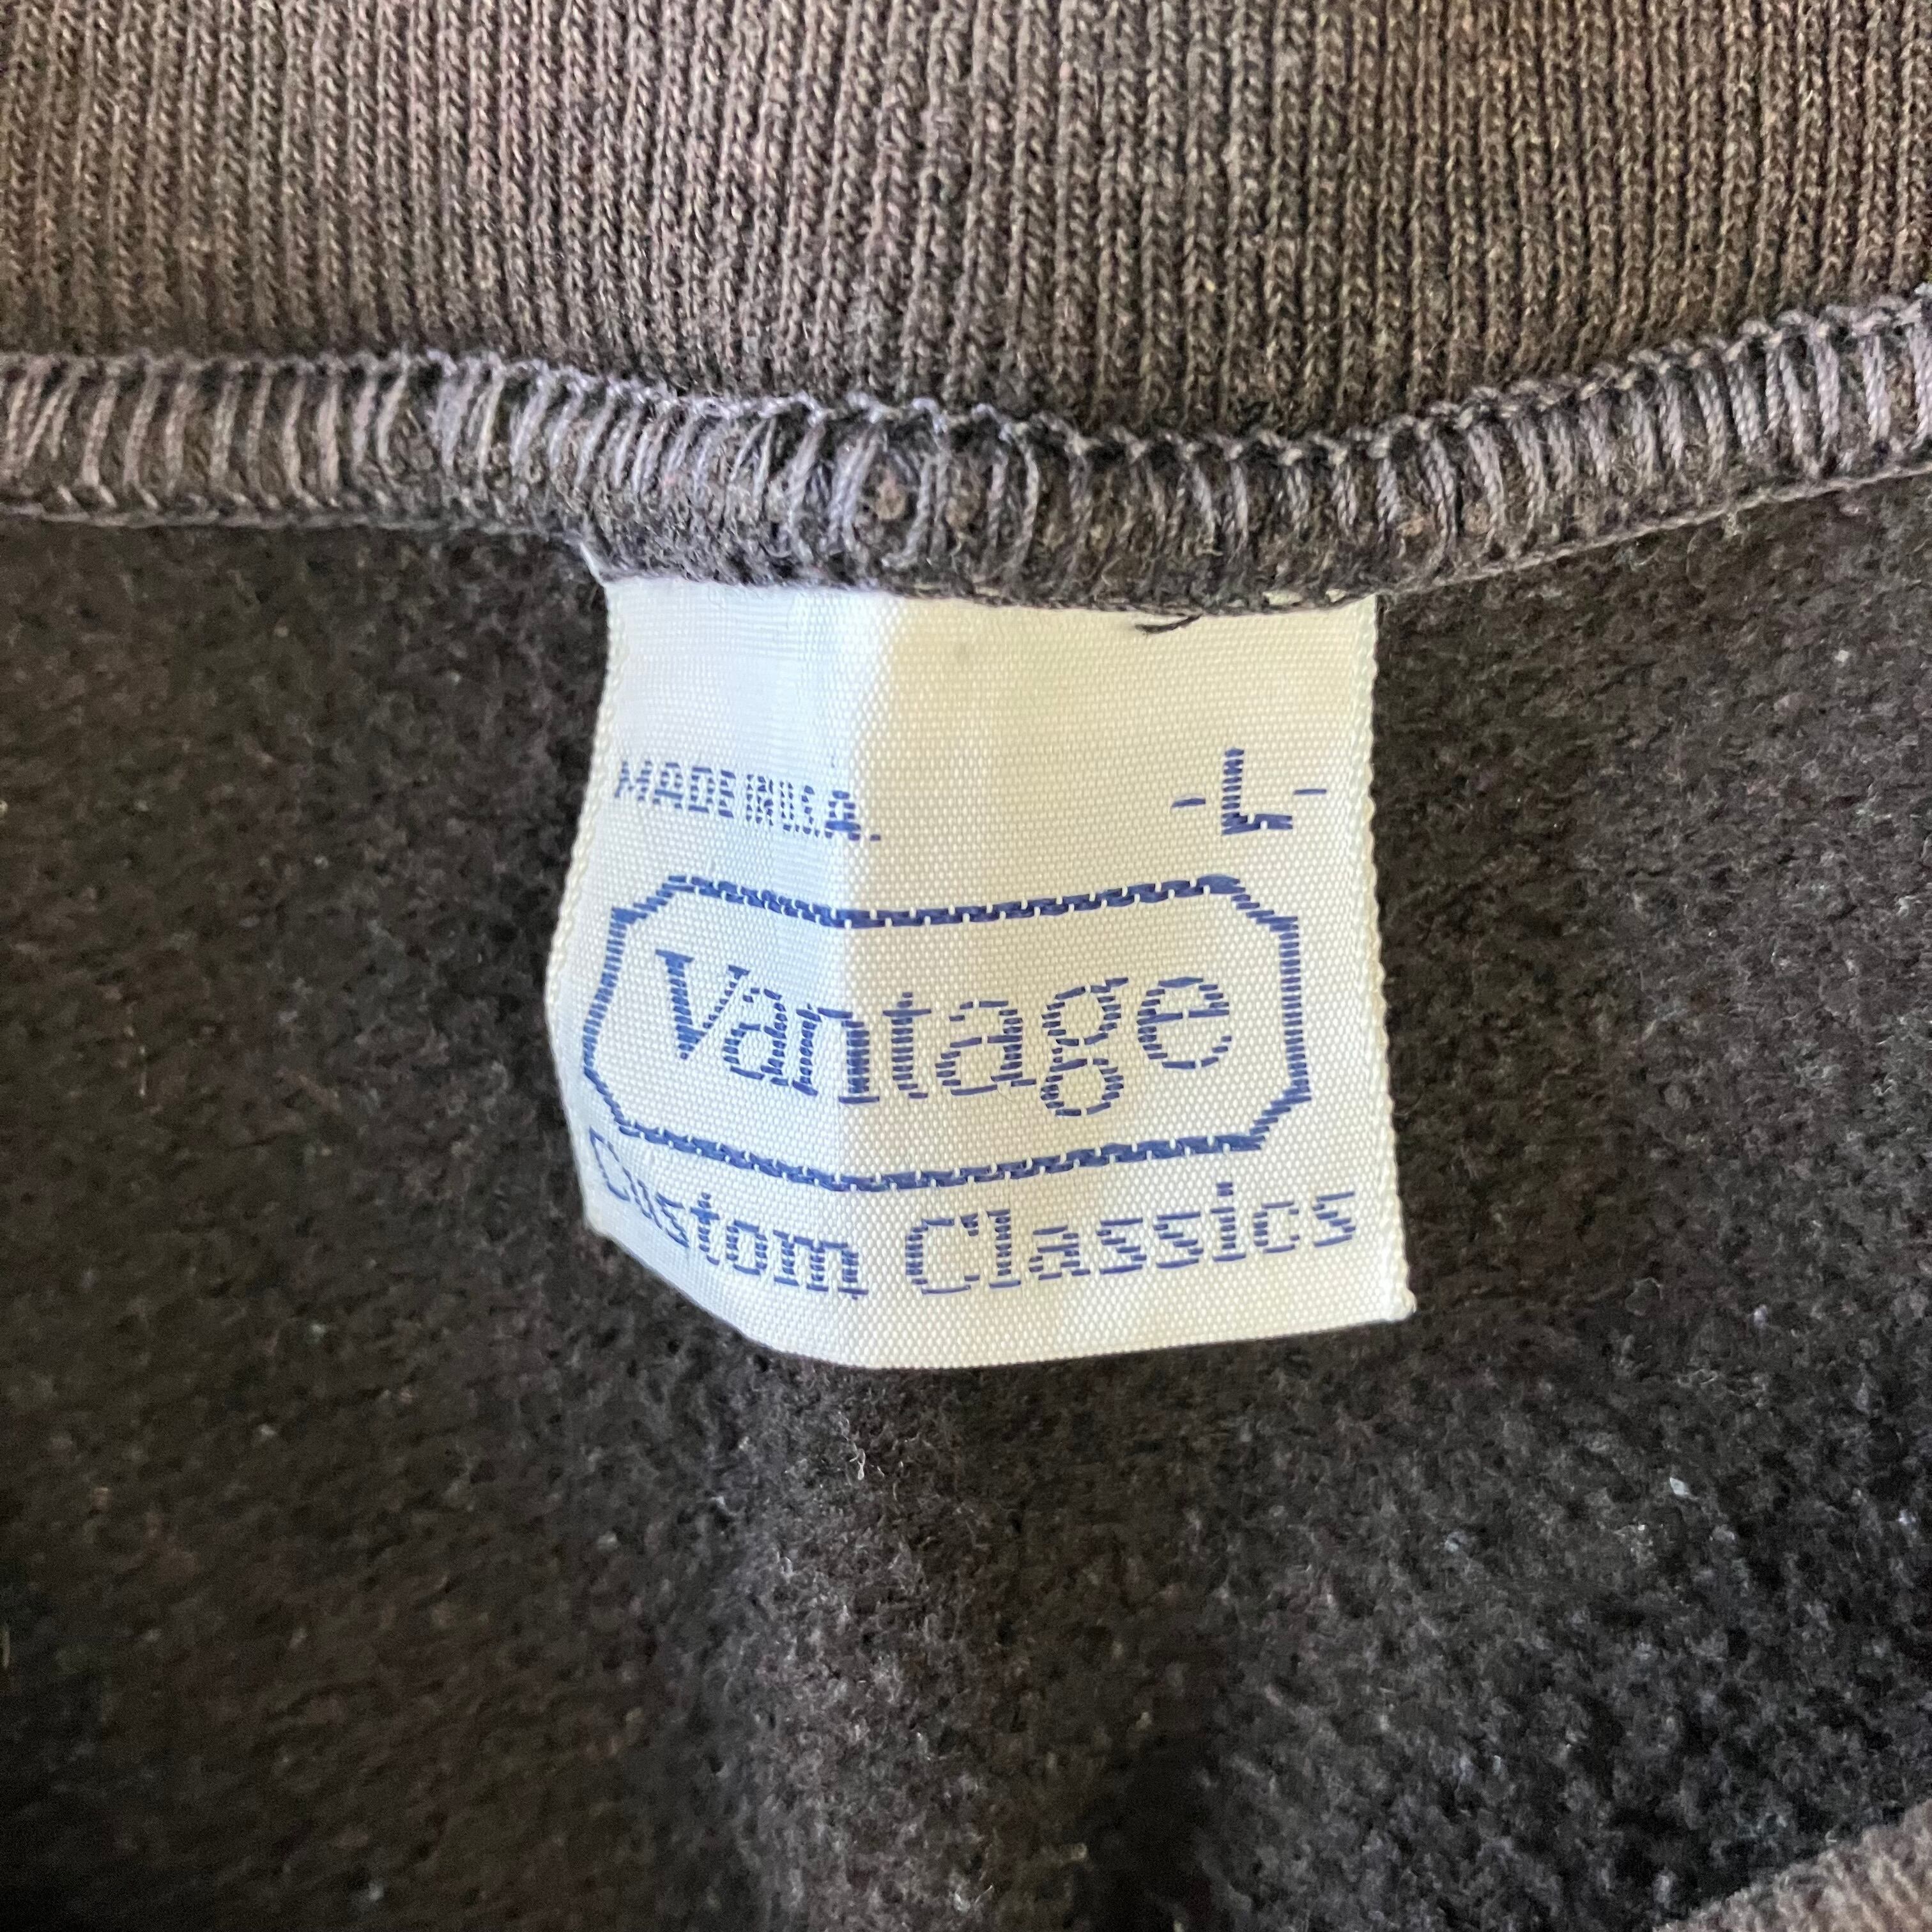 MADE IN U.S.A. -L-
Vantage
Custom Classics